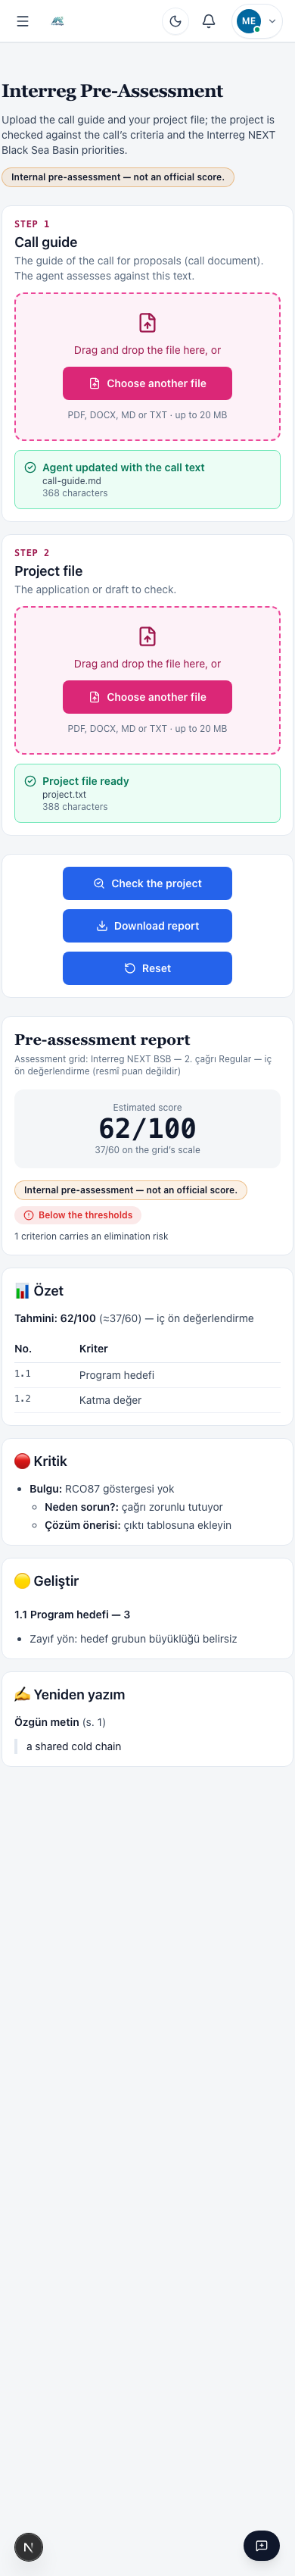 ME
Interreg Pre-Assessment
Upload the call guide and your project file; the project is
checked against the call's criteria and the Interreg NEXT
Black Sea Basin priorities.
Internal pre-assessment — not an official score.
STEP 1
Call guide
The guide of the call for proposals (call document).
The agent assesses against this text.
Drag and drop the file here, or
Choose another file
PDF, DOCX, MD or TXT · up to 20 MB
Agent updated with the call text
call-guide.md
368 characters
STEP 2
Project file
The application or draft to check.
Drag and drop the file here, or
Choose another file
PDF, DOCX, MD or TXT · up to 20 MB
Project file ready
project.txt
388 characters
Check the project
Download report
Reset
Pre-assessment report
Assessment grid: Interreg NEXT BSB — 2. çağrı Regular — iç
ön değerlendirme (resmî puan değildir)
Estimated score
62/100
37/60 on the grid's scale
Internal pre-assessment — not an official score.
Below the thresholds
1 criterion carries an elimination risk
📊 Özet
Tahmini: 62/100 (≈37/60) — iç ön değerlendirme
No. Kriter
1.1 Program hedefi
1.2 Katma değer
🔴 Kritik
• Bulgu: RCO87 göstergesi yok
◦ Neden sorun?: çağrı zorunlu tutuyor
◦ Çözüm önerisi: çıktı tablosuna ekleyin
🟡 Geliştir
1.1 Program hedefi — 3
• Zayıf yön: hedef grubun büyüklüğü belirsiz
✍️ Yeniden yazım
Özgün metin (s. 1)
a shared cold chain
N